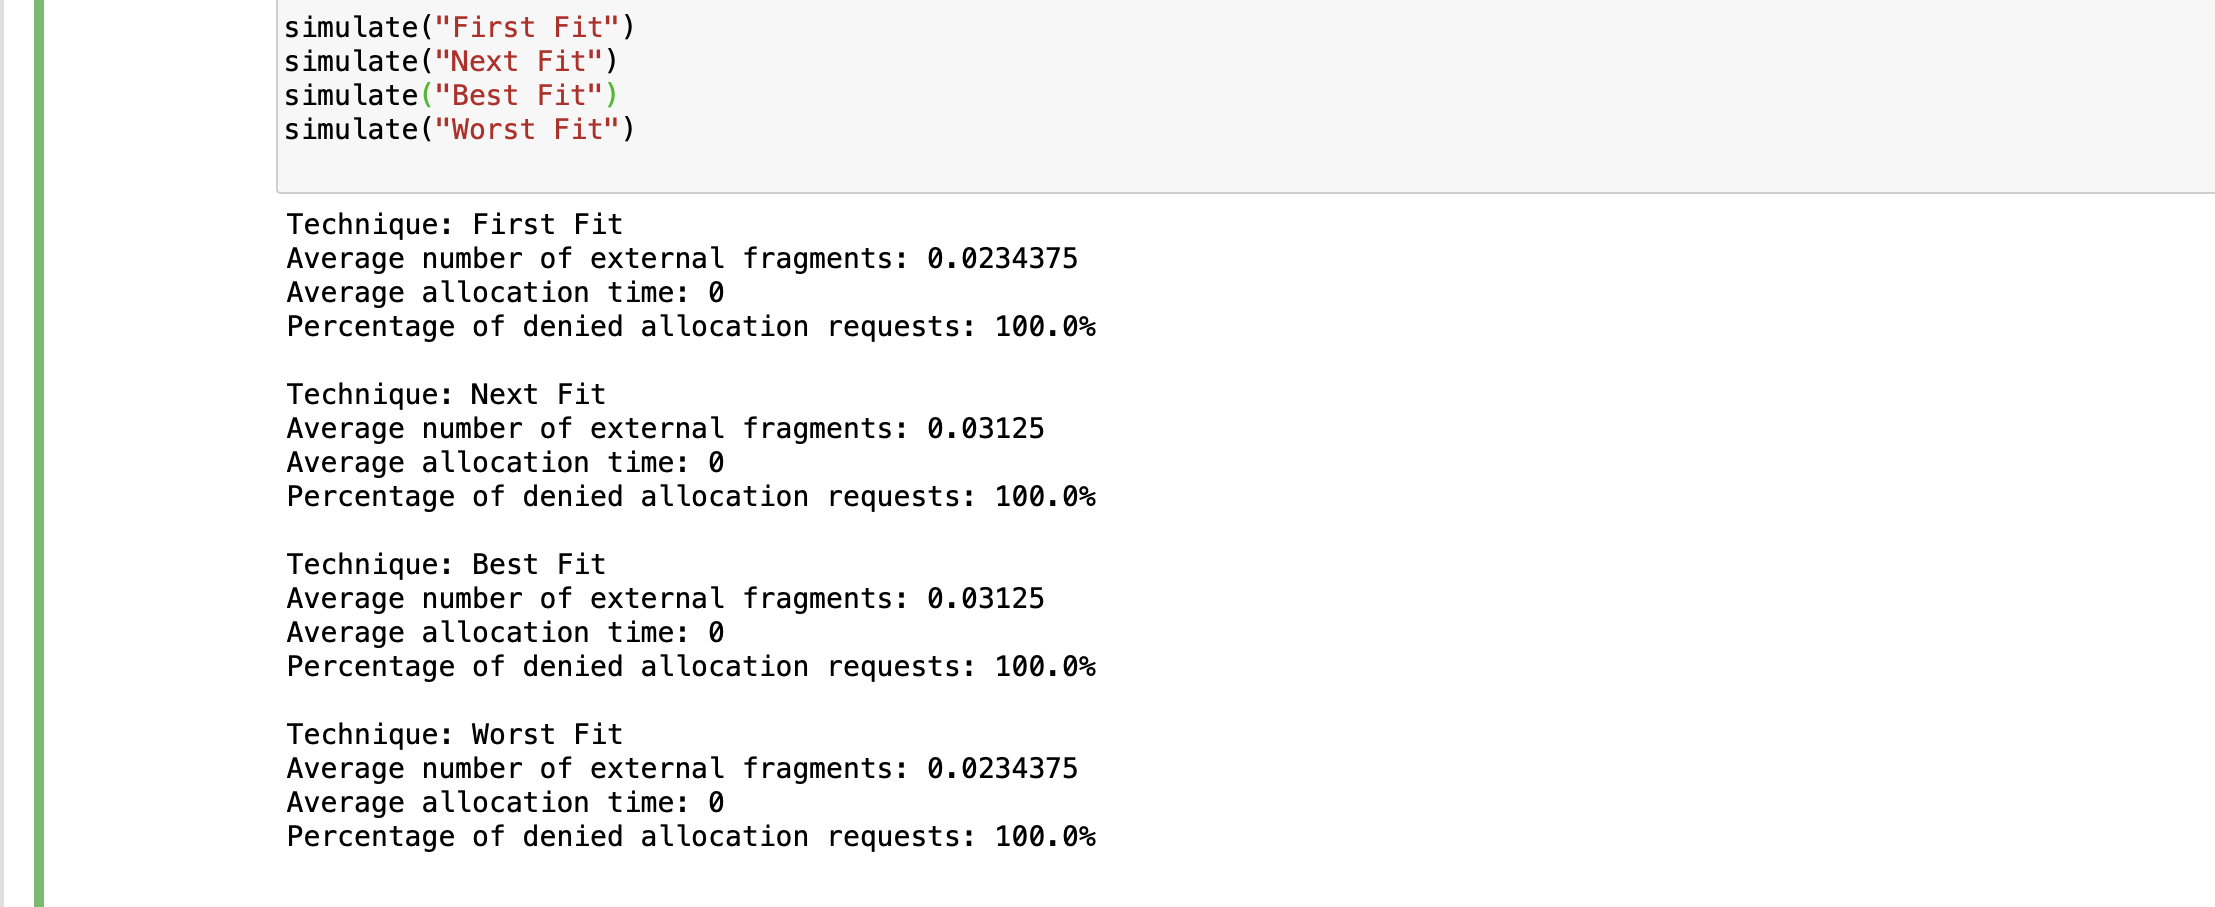 simulate("First Fit")
simulate("Next Fit")
simulate("Best Fit")
simulate("Worst Fit")
Technique: First Fit
Average number of external fragments: 0.0234375
Average allocation time: 0
Percentage of denied allocation requests: 100.0%
Technique: Next Fit
Average number of external fragments: 0.03125
Average allocation time: 0
Percentage of denied allocation requests: 100.0%
Technique: Best Fit
Average number of external fragments: 0.03125
Average allocation time: 0
Percentage of denied allocation requests: 100.0%
Technique: Worst Fit
Average number of external fragments: 0.0234375
Average allocation time: 0
Percentage of denied allocation requests: 100.0%